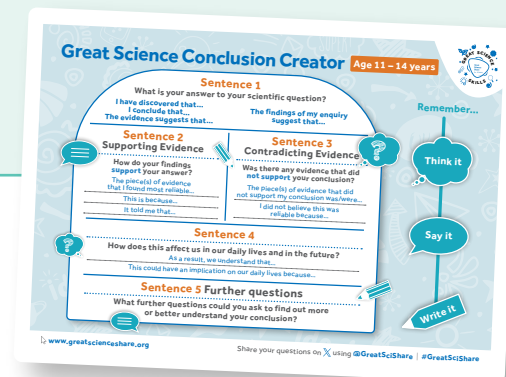 Great Science Conclusion Creator
Age 11 – 14 years
GREAT SCIENCE
SKILLS
Sentence 1
What is your answer to your scientific question?
I have discovered that...
I conclude that...
The evidence suggests that...
The findings of my enquiry
suggest that...
Sentence 2
Supporting Evidence
How do your findings
support your answer?
The piece(s) of evidence
that I found most reliable...
This is because...
It told me that...
Sentence 3
Contradicting Evidence
Was there any evidence that did
not support your conclusion?
The piece(s) of evidence that did
not support my conclusion was/were...
I did not believe this was
reliable because...
Sentence 4
How does this affect us in our daily lives and in the future?
As a result, we understand that...
This could have an implication on our daily lives because...
Sentence 5 Further questions
What further questions could you ask to find out more
or better understand your conclusion?
Remember...
Think it
Say it
Write it
www.greatscienceshare.org
Share your questions on X using @GreatSciShare | #GreatSciShare